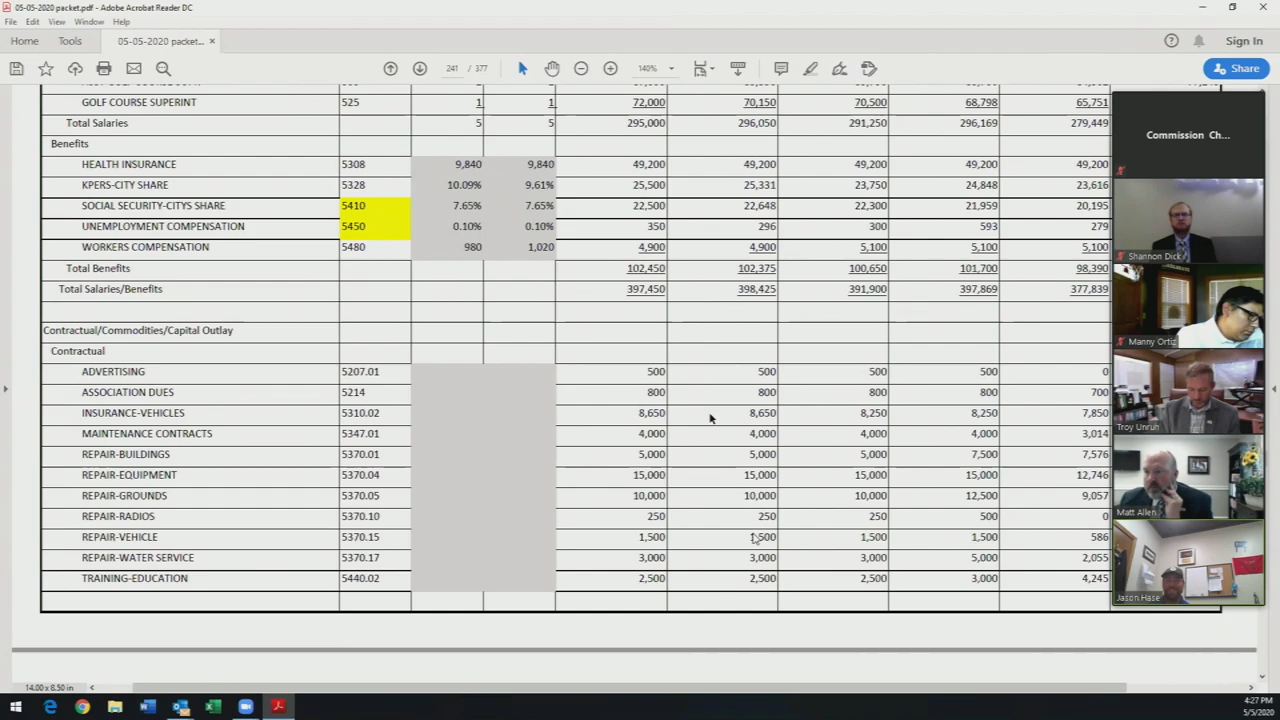 05-05-2020 packet.pdf - Adobe Acrobat Reader DC
File Edit View Window Help
Home Tools 05-05-2020 packet... × Sign In
241 / 377 140% Share
GOLF COURSE SUPERINT 525 1 1 72,000 70,150 70,500 68,798 65,751
Total Salaries 5 5 295,000 296,050 291,250 296,169 279,449
Benefits
HEALTH INSURANCE 5308 9,840 9,840 49,200 49,200 49,200 49,200 49,200
KPERS-CITY SHARE 5328 10.09% 9.61% 25,500 25,331 23,750 24,848 23,616
SOCIAL SECURITY-CITYS SHARE 5410 7.65% 7.65% 22,500 22,648 22,300 21,959 20,195
UNEMPLOYMENT COMPENSATION 5450 0.10% 0.10% 350 296 300 593 279
WORKERS COMPENSATION 5480 980 1,020 4,900 4,900 5,100 5,100 5,100
Total Benefits 102,450 102,375 100,650 101,700 98,390
Total Salaries/Benefits 397,450 398,425 391,900 397,869 377,839
Contractual/Commodities/Capital Outlay
Contractual
ADVERTISING 5207.01 500 500 500 500 0
ASSOCIATION DUES 5214 800 800 800 800 700
INSURANCE-VEHICLES 5310.02 8,650 8,650 8,250 8,250 7,850
MAINTENANCE CONTRACTS 5347.01 4,000 4,000 4,000 4,000 3,014
REPAIR-BUILDINGS 5370.01 5,000 5,000 5,000 7,500 7,576
REPAIR-EQUIPMENT 5370.04 15,000 15,000 15,000 15,000 12,746
REPAIR-GROUNDS 5370.05 10,000 10,000 10,000 12,500 9,057
REPAIR-RADIOS 5370.10 250 250 250 500 0
REPAIR-VEHICLE 5370.15 1,500 1,500 1,500 1,500 586
REPAIR-WATER SERVICE 5370.17 3,000 3,000 3,000 5,000 2,055
TRAINING-EDUCATION 5440.02 2,500 2,500 2,500 3,000 4,245
Commission Ch...
Shannon Dick
Manny Ortiz
Troy Unruh
Matt Allen
Jason Hase
14.00 x 8.50 in
4:27 PM
5/5/2020